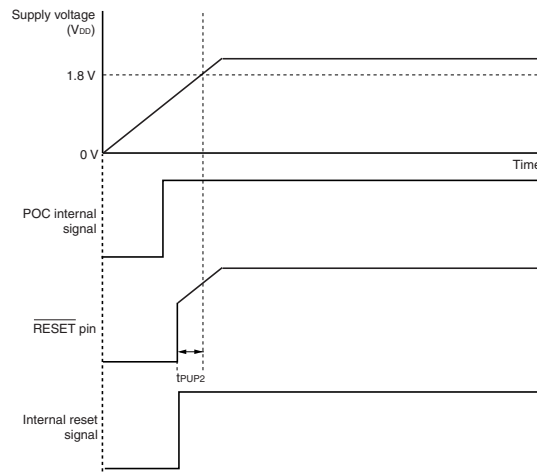 Supply voltage
(VDD)
1.8 V
0 V
Time
POC internal
signal
RESET pin
tPUP2
Internal reset
signal